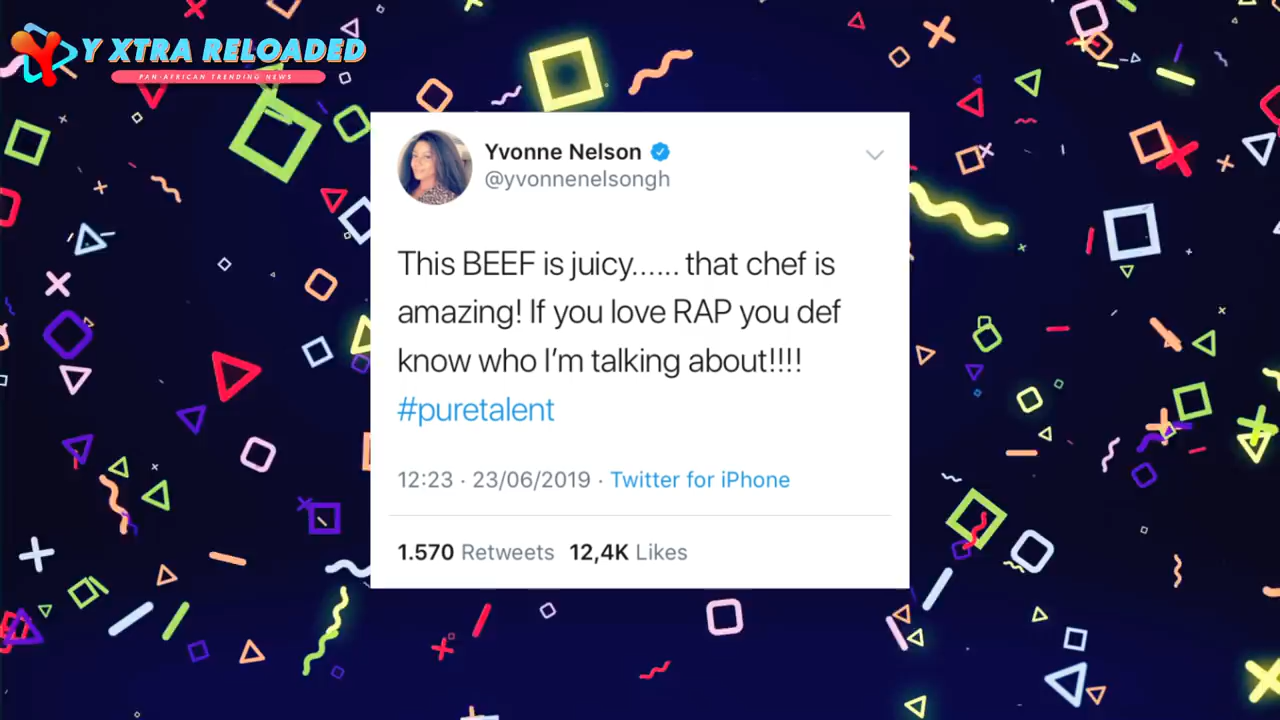 Y XTRA RELOADED
PAN AFRICAN TRENDING NEWS
Yvonne Nelson
@yvonnenelsongh
This BEEF is juicy...... that chef is
amazing! If you love RAP you def
know who I'm talking about!!!!
#puretalent
12:23 · 23/06/2019 · Twitter for iPhone
1.570 Retweets 12,4K Likes